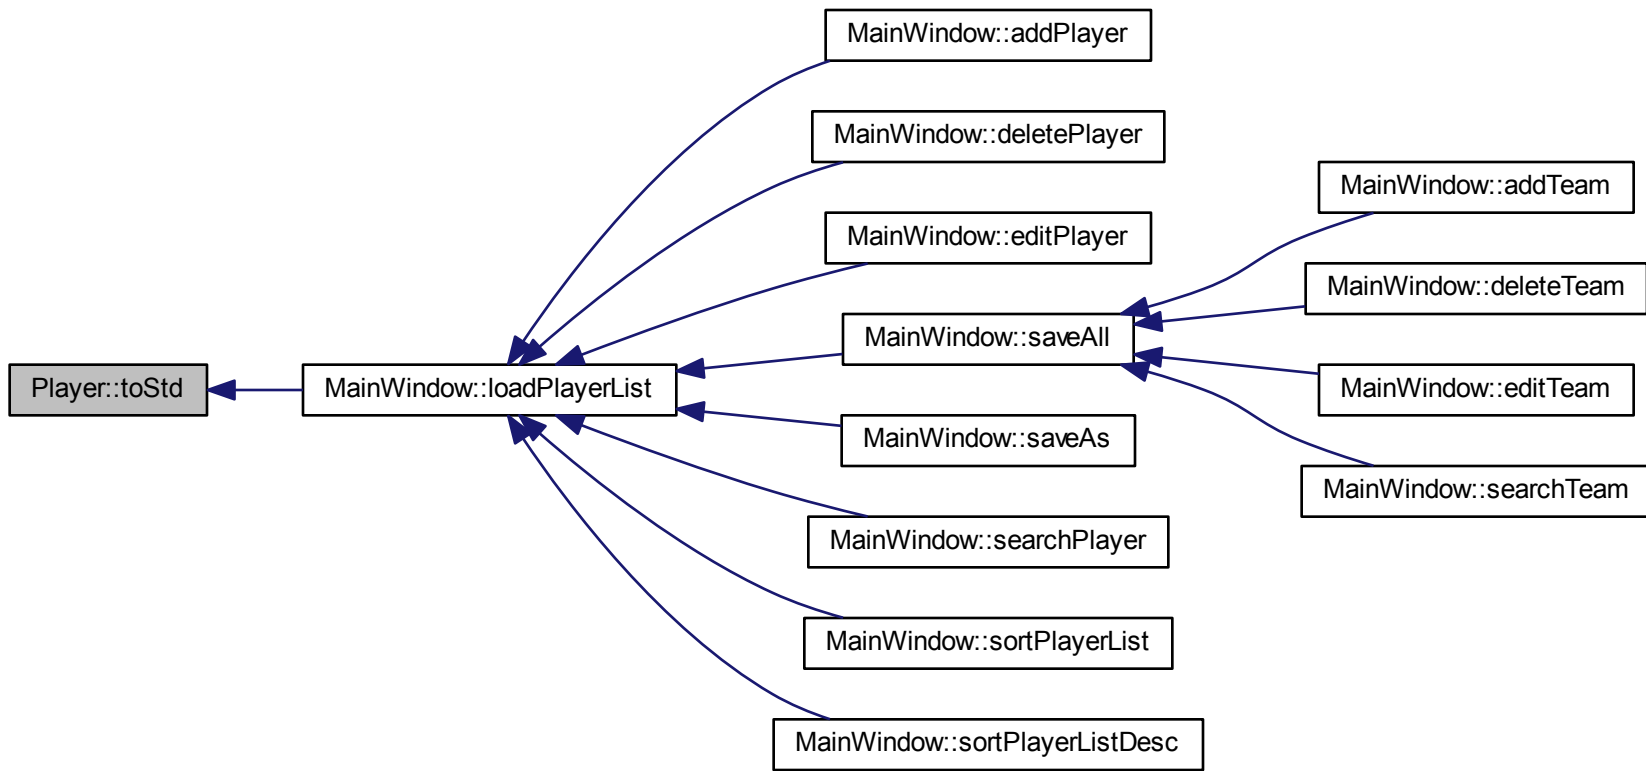 MainWindow::addPlayer
MainWindow::deletePlayer
MainWindow::addTeam
MainWindow::editPlayer
MainWindow::deleteTeam
MainWindow::saveAll
Player::toStd
MainWindow::loadPlayerList
MainWindow::editTeam
MainWindow::saveAs
MainWindow::searchTeam
MainWindow::searchPlayer
MainWindow::sortPlayerList
MainWindow::sortPlayerListDesc